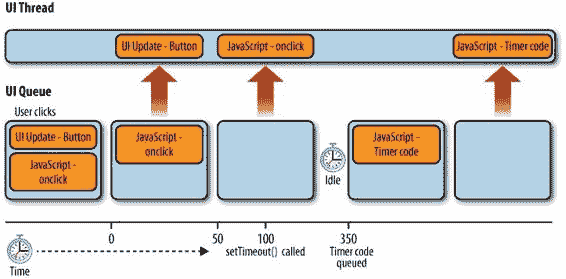 UI Thread
UI Update - Button
JavaScript - onclick
JavaScript - Timer code
UI Queue
User clicks
UI Update - Button
JavaScript -
onclick
JavaScript -
onclick
Idle
JavaScript -
Timer code
Time
0
50
100
350
setTimeout() called
Timer code
queued